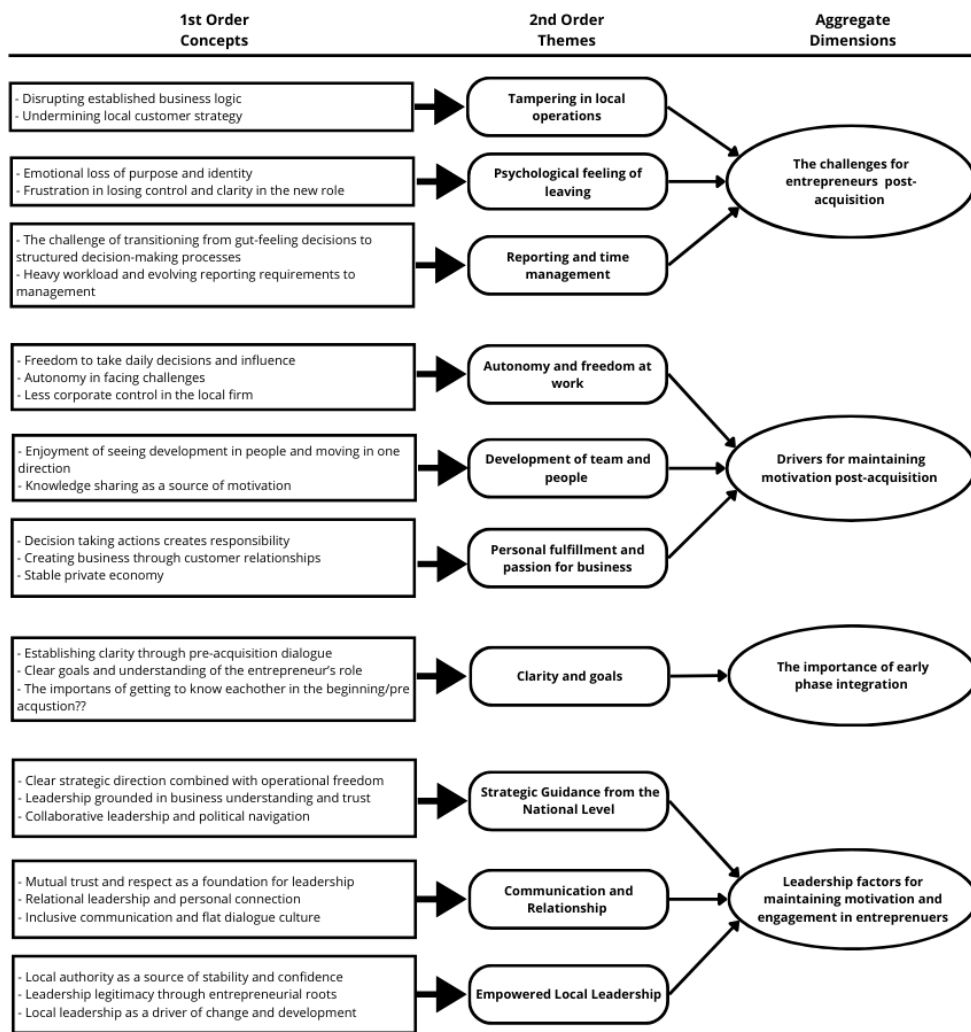 1st Order
Concepts
2nd Order
Themes
Aggregate
Dimensions
- Disrupting established business logic
- Undermining local customer strategy
Tampering in local
operations
- Emotional loss of purpose and identity
- Frustration in losing control and clarity in the new role
Psychological feeling of
leaving
The challenges for
entrepreneurs post-
acquisition
- The challenge of transitioning from gut-feeling decisions to
structured decision-making processes
- Heavy workload and evolving reporting requirements to
management
Reporting and time
management
- Freedom to take daily decisions and influence
- Autonomy in facing challenges
- Less corporate control in the local firm
Autonomy and freedom at
work
- Enjoyment of seeing development in people and moving in one
direction
- Knowledge sharing as a source of motivation
Development of team and
people
Drivers for maintaining
motivation post-acquisition
- Decision taking actions creates responsibility
- Creating business through customer relationships
- Stable private economy
Personal fulfillment and
passion for business
- Establishing clarity through pre-acquisition dialogue
- Clear goals and understanding of the entrepreneur's role
- The importans of getting to know eachother in the beginning/pre
acqustion??
Clarity and goals
The importance of early
phase integration
- Clear strategic direction combined with operational freedom
- Leadership grounded in business understanding and trust
- Collaborative leadership and political navigation
Strategic Guidance from the
National Level
- Mutual trust and respect as a foundation for leadership
- Relational leadership and personal connection
- Inclusive communication and flat dialogue culture
Communication and
Relationship
Leadership factors for
maintaining motivation and
engagement in entreprenuers
- Local authority as a source of stability and confidence
- Leadership legitimacy through entrepreneurial roots
- Local leadership as a driver of change and development
Empowered Local Leadership